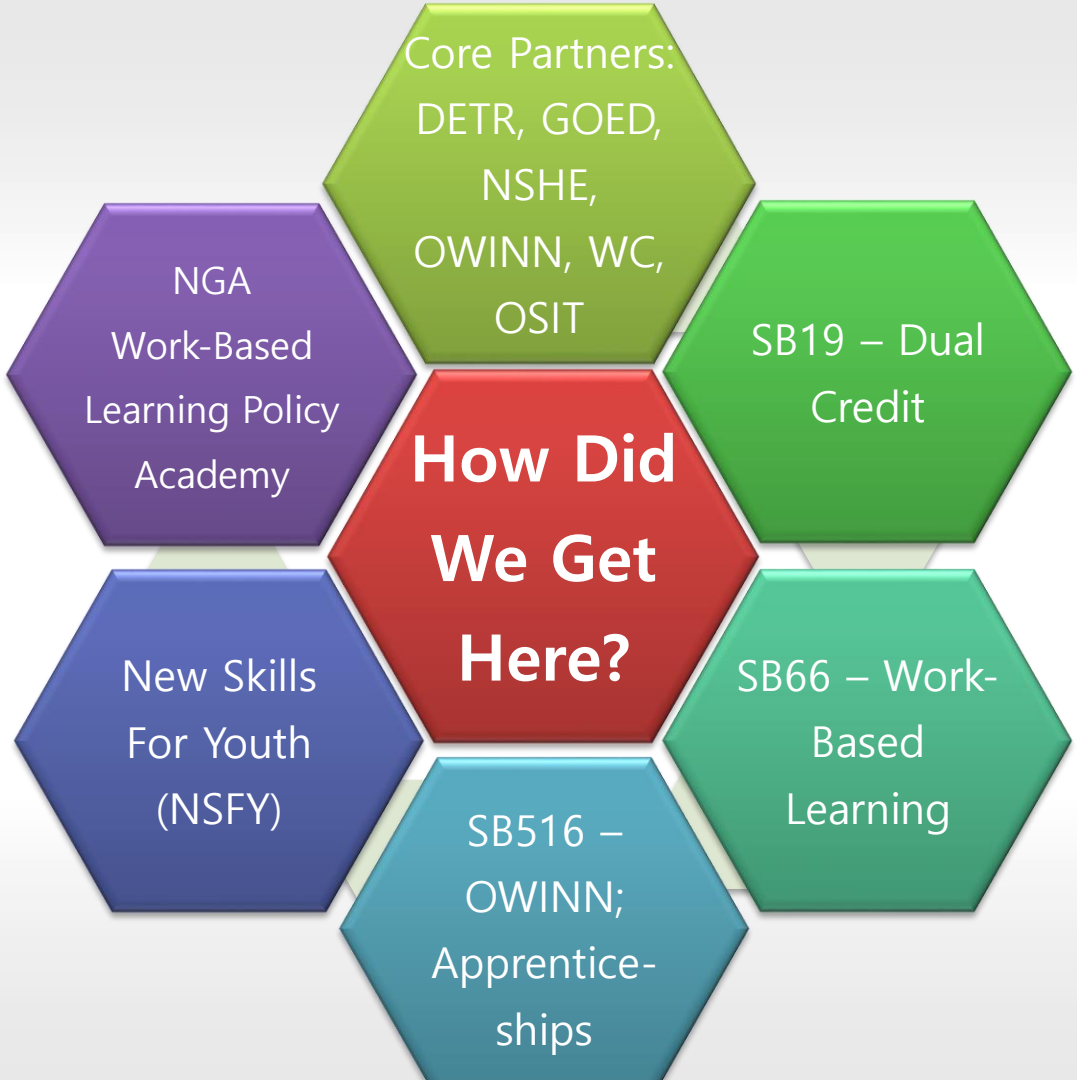 Core Partners:
DETR, GOED,
NSHE,
OWINN, WC,
OSIT
SB19 – Dual
Credit
SB66 – Work-
Based
Learning
SB516 –
OWINN;
Apprentice-
ships
New Skills
For Youth
(NSFY)
NGA
Work-Based
Learning Policy
Academy
How Did
We Get
Here?